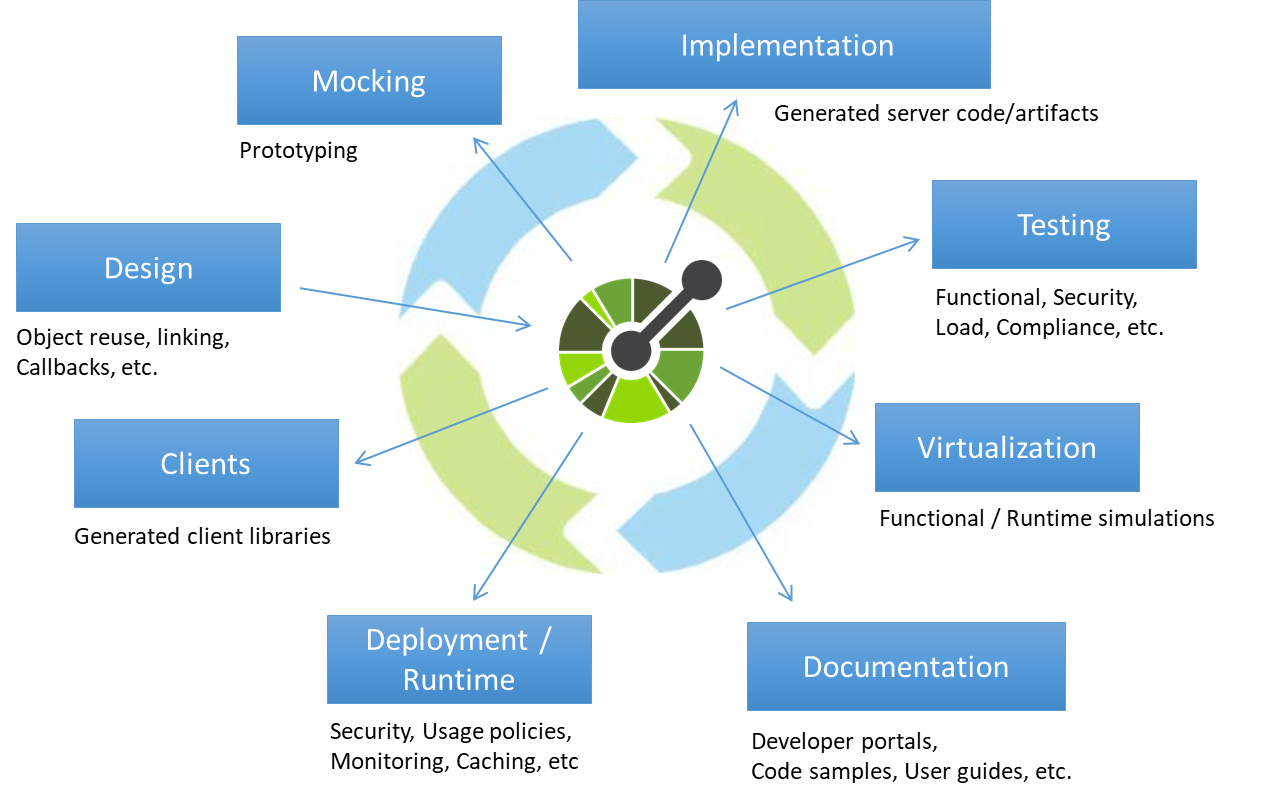 Implementation
Generated server code/artifacts
Mocking
Prototyping
Testing
Functional, Security,
Load, Compliance, etc.
Design
Object reuse, linking,
Callbacks, etc.
Virtualization
Functional / Runtime simulations
Clients
Generated client libraries
Deployment /
Runtime
Security, Usage policies,
Monitoring, Caching, etc
Documentation
Developer portals,
Code samples, User guides, etc.